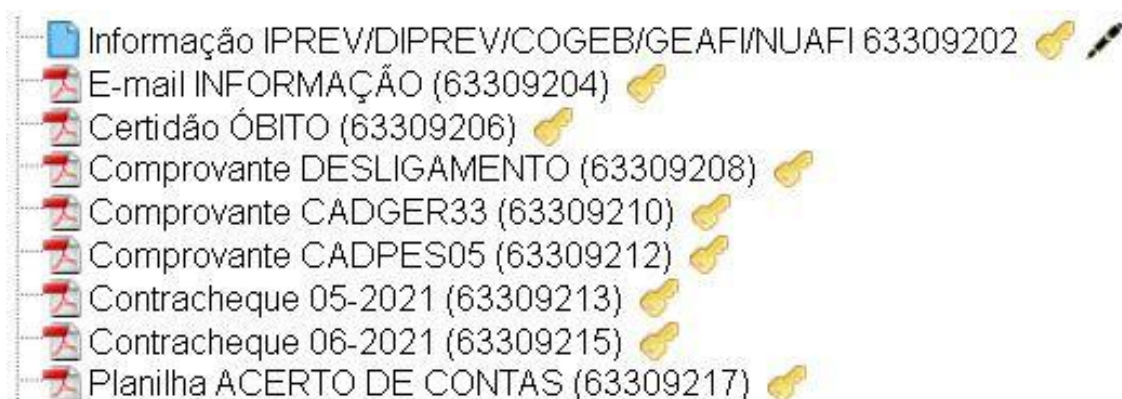 Informação IPREV/DIPREV/COGEB/GEAFI/NUAFI 63309202
E-mail INFORMAÇÃO (63309204)
Certidão ÓBITO (63309206)
Comprovante DESLIGAMENTO (63309208)
Comprovante CADGER33 (63309210)
Comprovante CADPES05 (63309212)
Contracheque 05-2021 (63309213)
Contracheque 06-2021 (63309215)
Planilha ACERTO DE CONTAS (63309217)